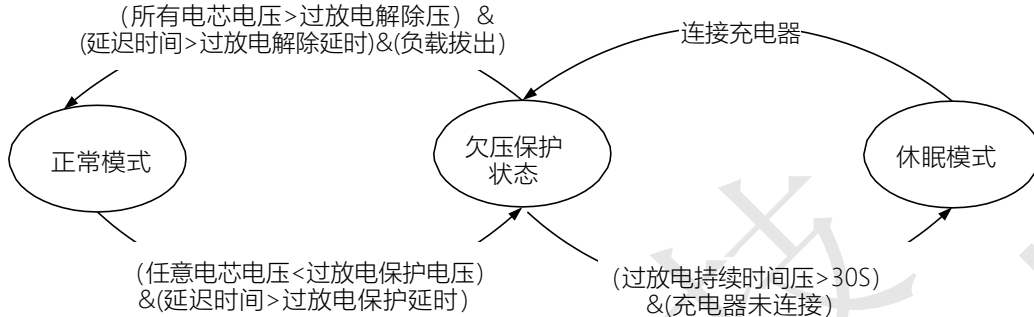 （所有电芯电压>过放电解除压）&
(延迟时间>过放电解除延时)&(负载拔出）
连接充电器
正常模式
欠压保护
状态
休眠模式
（任意电芯电压<过放电保护电压）
&(延迟时间>过放电保护延时）
（过放电持续时间压>30S)
&(充电器未连接）